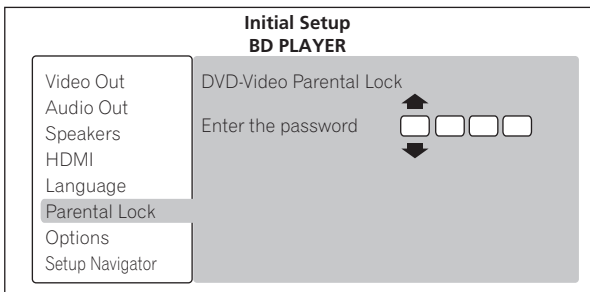 Initial Setup
BD PLAYER
Video Out
Audio Out
Speakers
HDMI
Language
Parental Lock
Options
Setup Navigator
DVD-Video Parental Lock
Enter the password